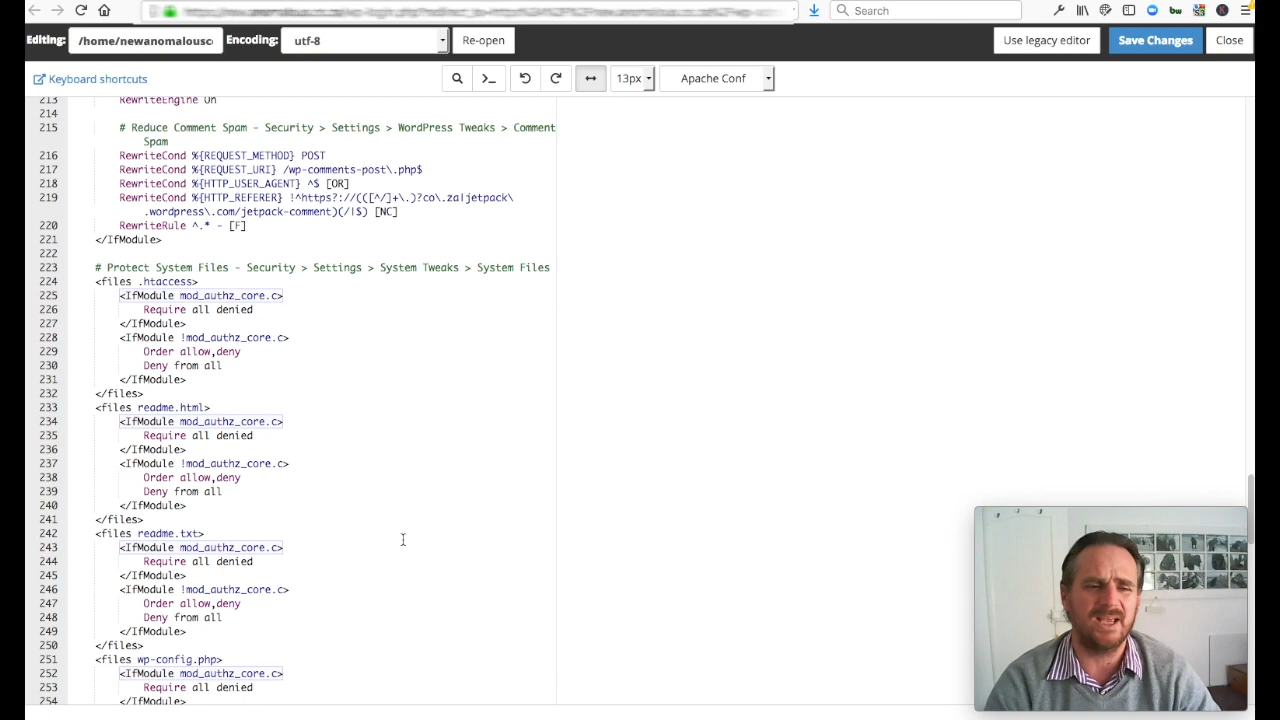 Search
Editing: /home/newanomalousc Encoding: utf-8 Re-open Use legacy editor Save Changes Close
Keyboard shortcuts 13px Apache Conf
213 RewriteEngine On
214
215 # Reduce Comment Spam - Security > Settings > WordPress Tweaks > Comment
Spam
216 RewriteCond %{REQUEST_METHOD} POST
217 RewriteCond %{REQUEST_URI} /wp-comments-post\.php$
218 RewriteCond %{HTTP_USER_AGENT} ^$ [OR]
219 RewriteCond %{HTTP_REFERER} !^https?://(([^/]+\.)?co\.za|jetpack\
.wordpress\.com/jetpack-comment)(/|$) [NC]
220 RewriteRule ^.* - [F]
221 </IfModule>
222
223 # Protect System Files - Security > Settings > System Tweaks > System Files
224 <files .htaccess>
225 <IfModule mod_authz_core.c>
226 Require all denied
227 </IfModule>
228 <IfModule !mod_authz_core.c>
229 Order allow,deny
230 Deny from all
231 </IfModule>
232 </files>
233 <files readme.html>
234 <IfModule mod_authz_core.c>
235 Require all denied
236 </IfModule>
237 <IfModule !mod_authz_core.c>
238 Order allow,deny
239 Deny from all
240 </IfModule>
241 </files>
242 <files readme.txt>
243 <IfModule mod_authz_core.c>
244 Require all denied
245 </IfModule>
246 <IfModule !mod_authz_core.c>
247 Order allow,deny
248 Deny from all
249 </IfModule>
250 </files>
251 <files wp-config.php>
252 <IfModule mod_authz_core.c>
253 Require all denied
254 </IfModule>